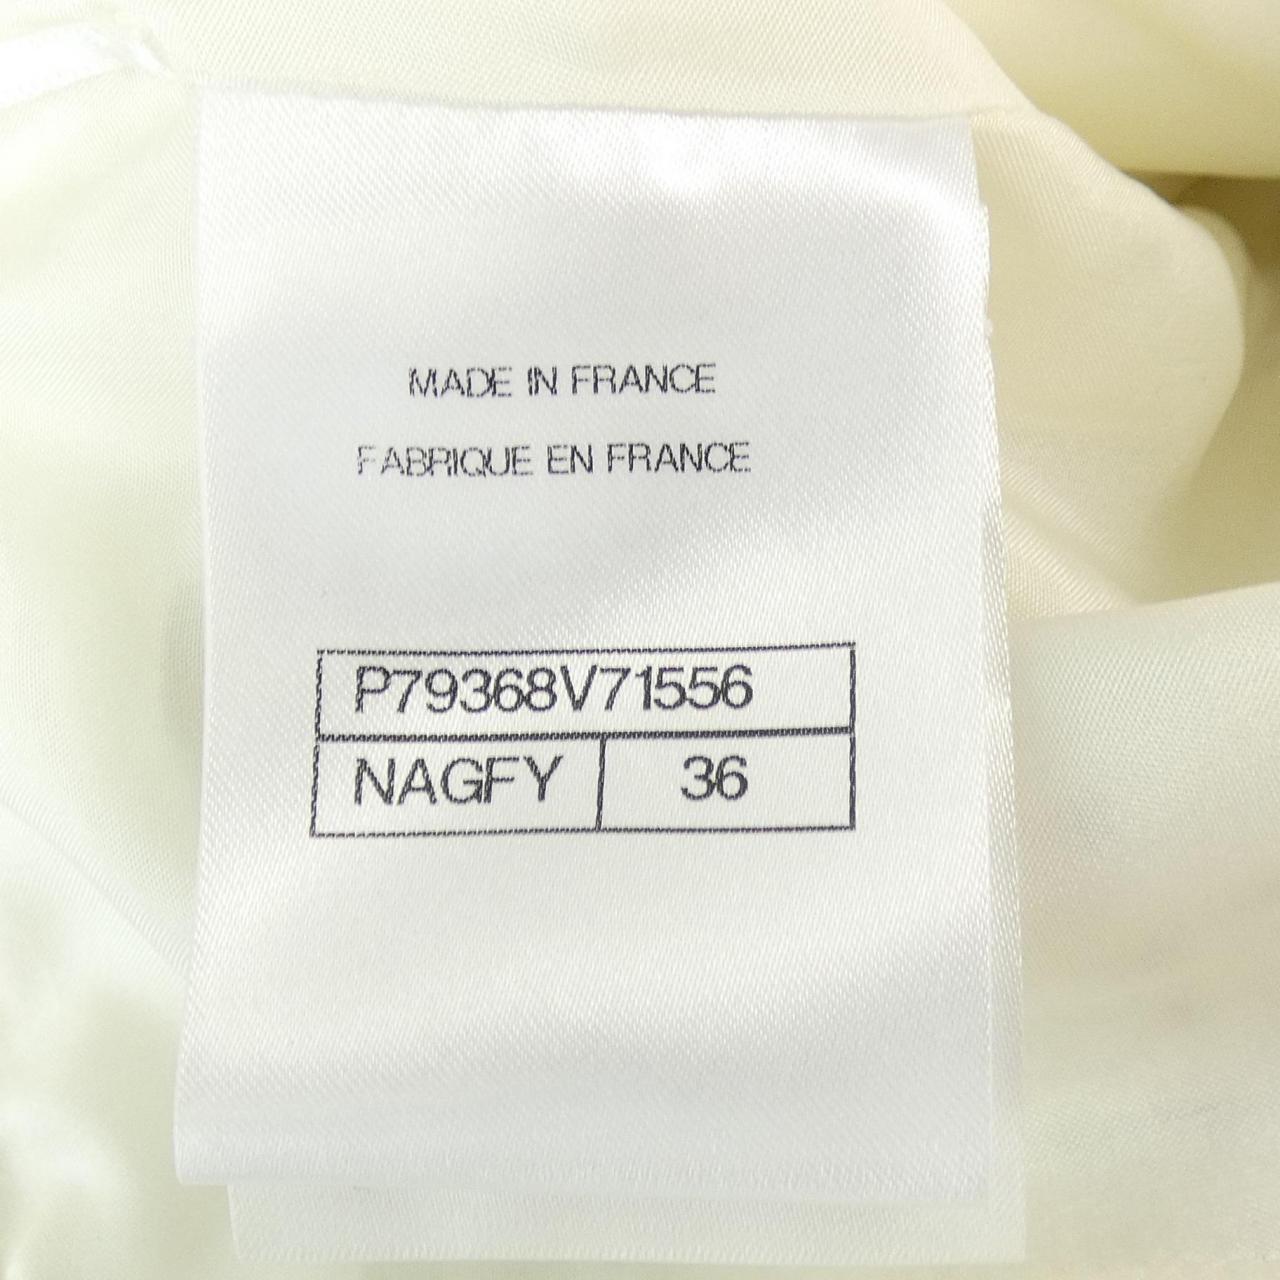 MADE IN FRANCE
FABRIQUE EN FRANCE
P79368V71556
NAGFY 36